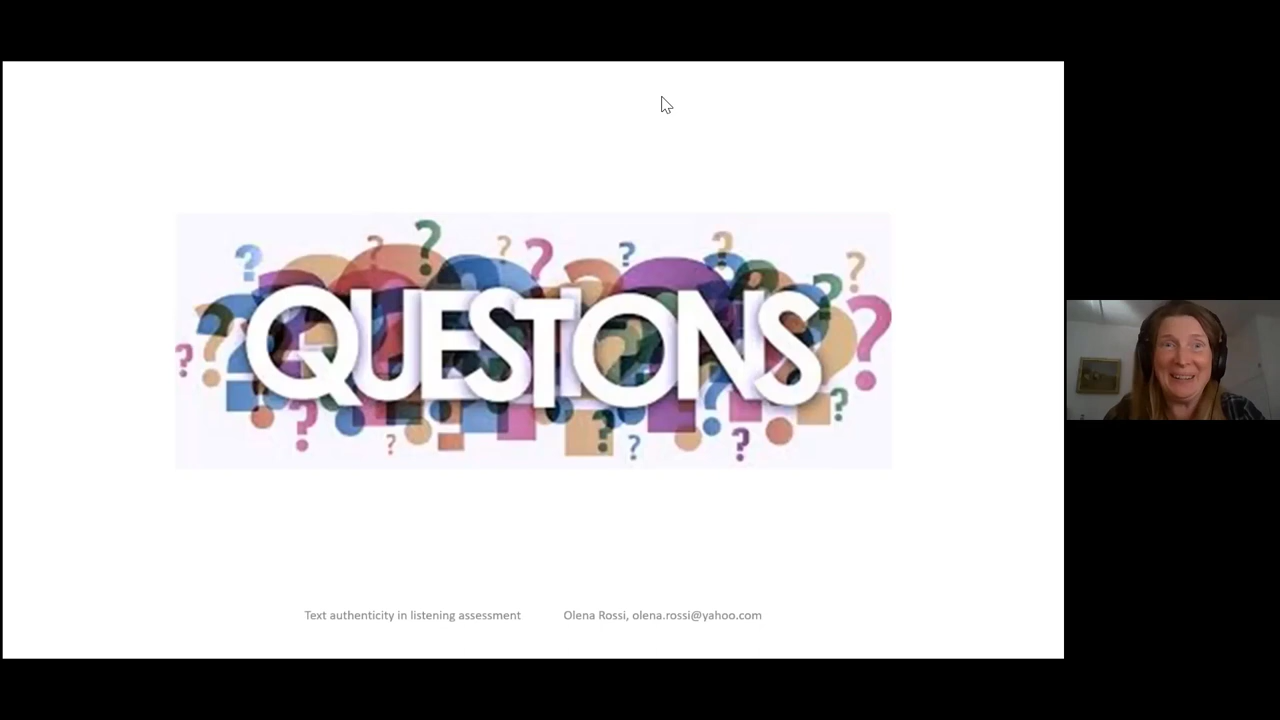 QUESTONS
Text authenticity in listening assessment
Olena Rossi, olena.rossi@yahoo.com